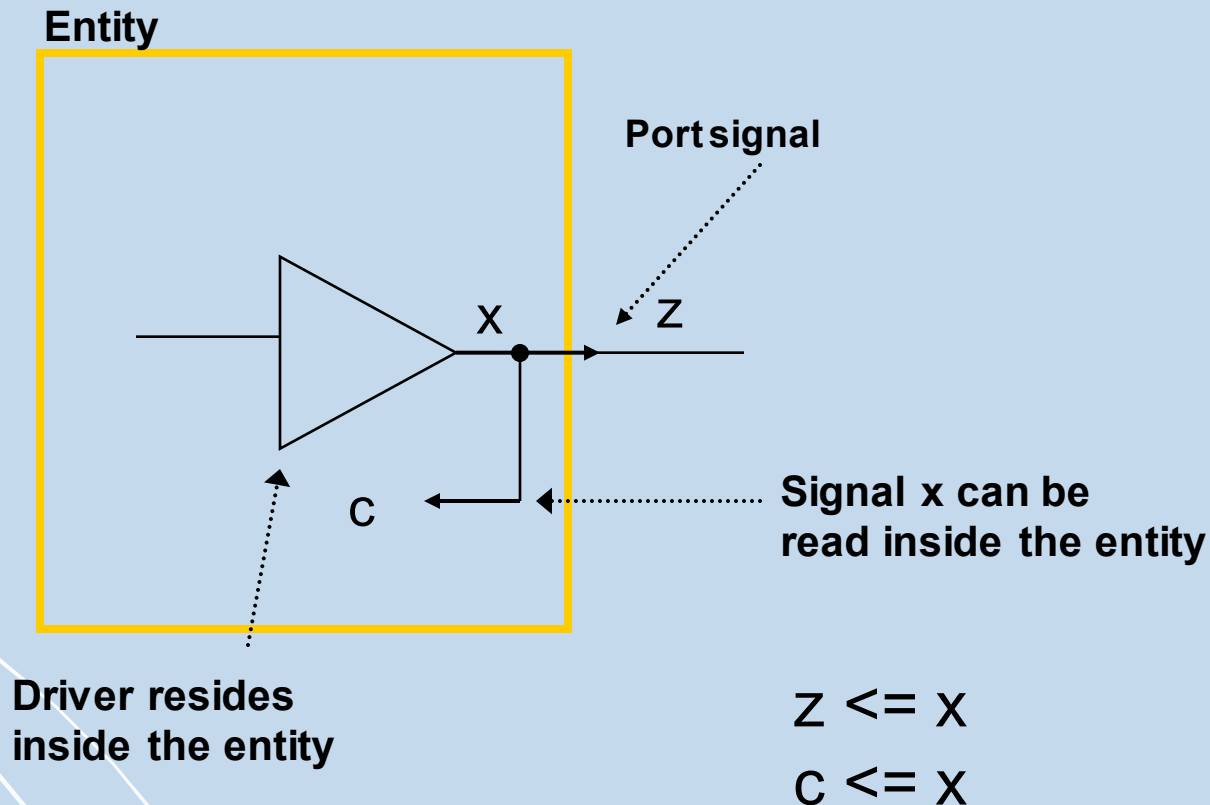 Entity
Port signal
x
z
c
Signal x can be
read inside the entity
Driver resides
inside the entity
z <= x
c <= x